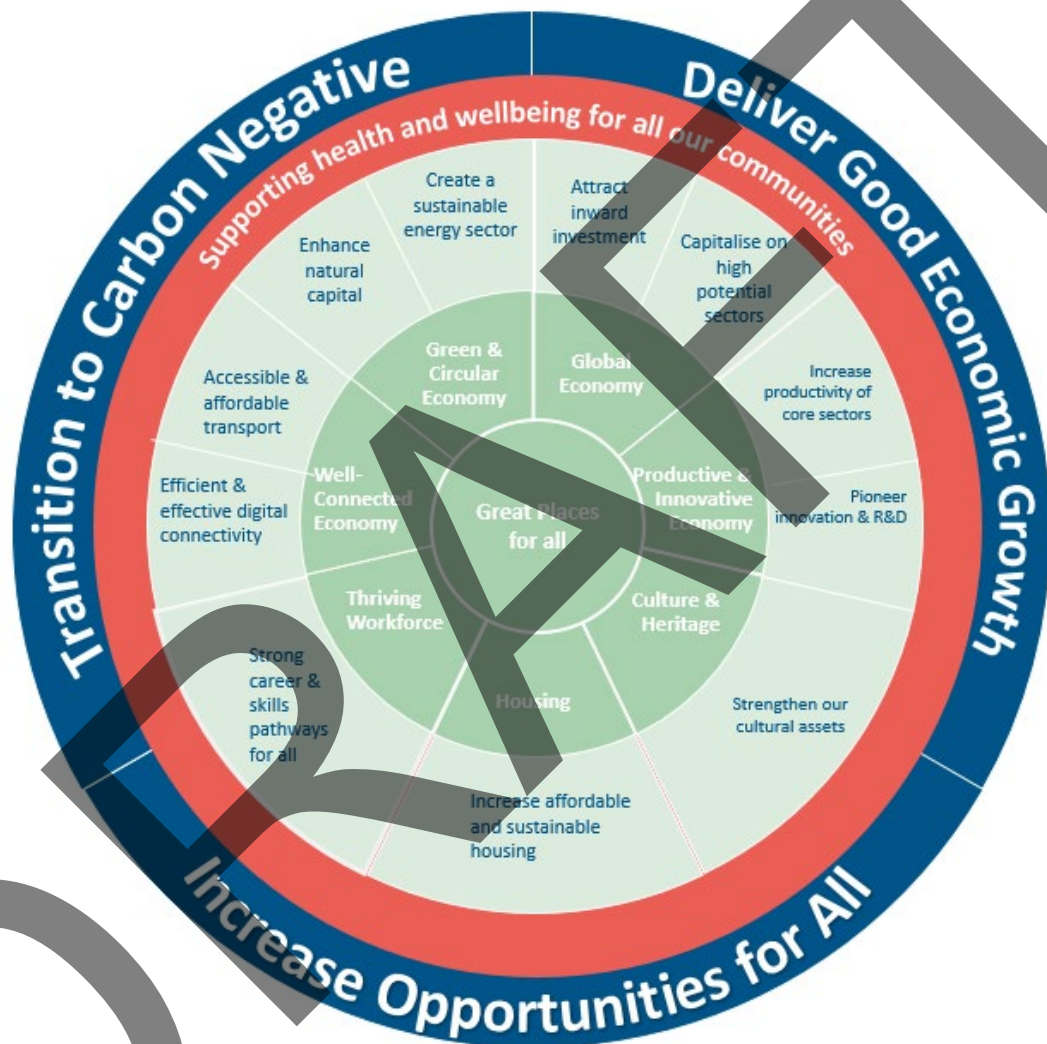 Transition to Carbon Negative
Deliver Good Economic Growth
Increase Opportunities for All
Supporting health and wellbeing for all our communities
Create a
sustainable
energy sector
Attract
inward
investment
Enhance
natural
capital
Capitalise on
high
potential
sectors
Accessible &
affordable
transport
Increase
productivity of
core sectors
Efficient &
effective digital
connectivity
Pioneer
innovation & R&D
Strong
career &
skills
pathways
for all
Strengthen our
cultural assets
Increase affordable
and sustainable
housing
Green &
Circular
Economy
Global
Economy
Well-
Connected
Economy
Productive &
Innovative
Economy
Thriving
Workforce
Culture &
Heritage
Housing
Great Places
for all
DRAFT